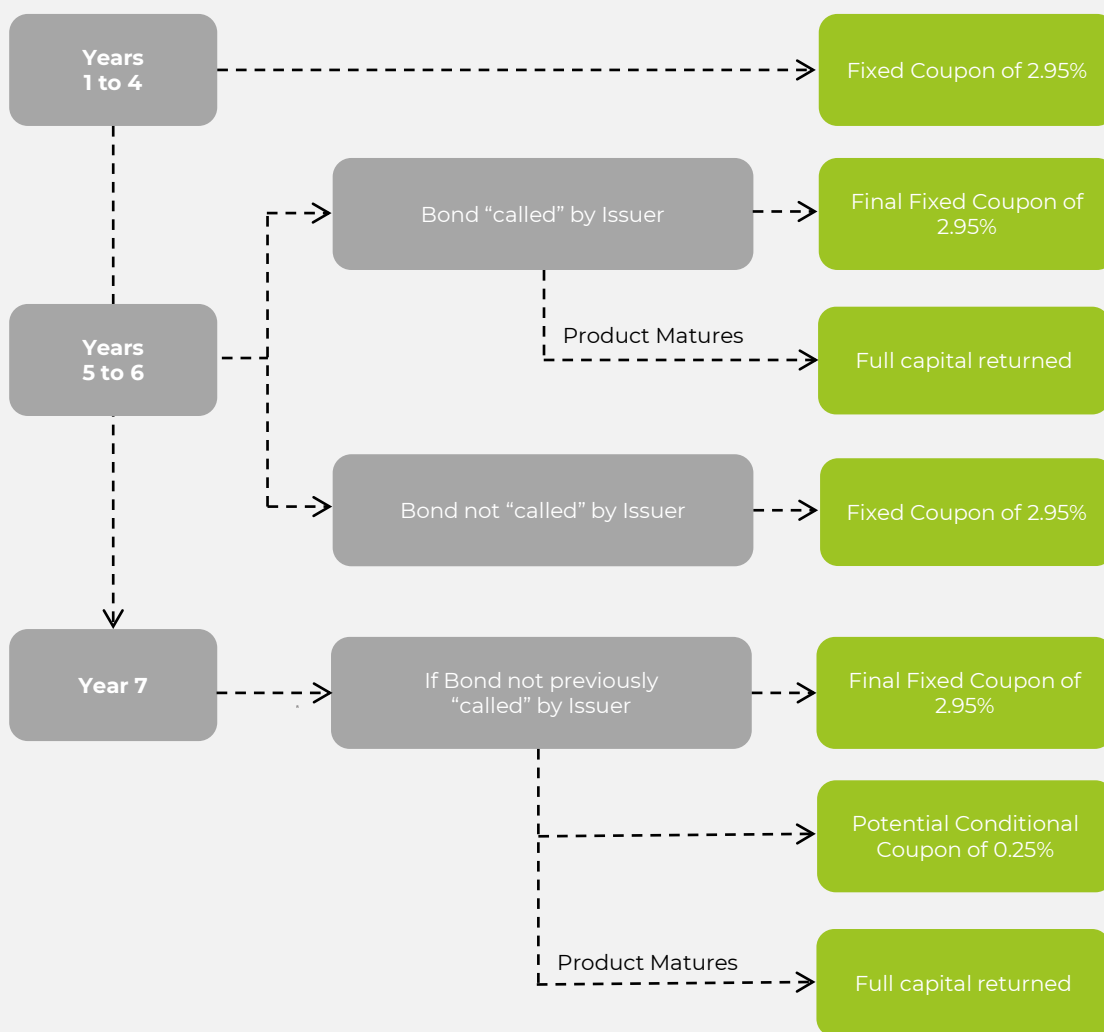 Years
1 to 4
Fixed Coupon of 2.95%
Bond “called” by Issuer
Final Fixed Coupon of
2.95%
Product Matures
Full capital returned
Years
5 to 6
Bond not “called” by Issuer
Fixed Coupon of 2.95%
Year 7
If Bond not previously
“called” by Issuer
Final Fixed Coupon of
2.95%
Potential Conditional
Coupon of 0.25%
Product Matures
Full capital returned